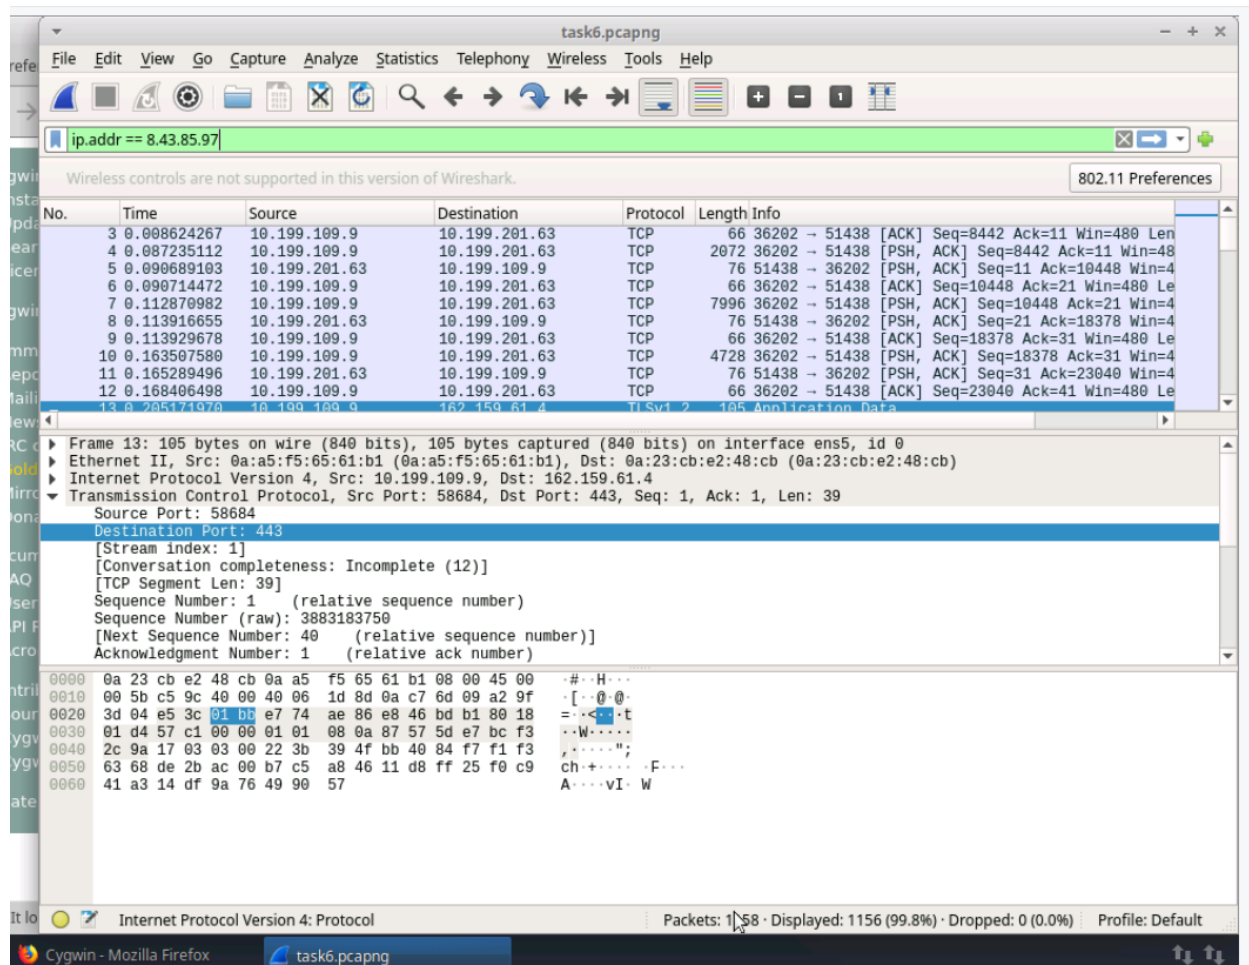 task6.pcapng
File Edit View Go Capture Analyze Statistics Telephony Wireless Tools Help
ip.addr == 8.43.85.97
Wireless controls are not supported in this version of Wireshark.
802.11 Preferences
No. Time Source Destination Protocol Length Info
3 0.008624267 10.199.109.9 10.199.201.63 TCP 66 36202 → 51438 [ACK] Seq=8442 Ack=11 Win=480 Len
4 0.087235112 10.199.109.9 10.199.201.63 TCP 2072 36202 → 51438 [PSH, ACK] Seq=8442 Ack=11 Win=48
5 0.090689103 10.199.201.63 10.199.109.9 TCP 76 51438 → 36202 [PSH, ACK] Seq=11 Ack=10448 Win=4
6 0.090714472 10.199.109.9 10.199.201.63 TCP 66 36202 → 51438 [ACK] Seq=10448 Ack=21 Win=480 Le
7 0.112870982 10.199.109.9 10.199.201.63 TCP 7996 36202 → 51438 [PSH, ACK] Seq=10448 Ack=21 Win=4
8 0.113916655 10.199.201.63 10.199.109.9 TCP 76 51438 → 36202 [PSH, ACK] Seq=21 Ack=18378 Win=4
9 0.113929678 10.199.109.9 10.199.201.63 TCP 66 36202 → 51438 [ACK] Seq=18378 Ack=31 Win=480 Le
10 0.163507580 10.199.109.9 10.199.201.63 TCP 4728 36202 → 51438 [PSH, ACK] Seq=18378 Ack=31 Win=4
11 0.165289496 10.199.201.63 10.199.109.9 TCP 76 51438 → 36202 [PSH, ACK] Seq=31 Ack=23040 Win=4
12 0.168406498 10.199.109.9 10.199.201.63 TCP 66 36202 → 51438 [ACK] Seq=23040 Ack=41 Win=480 Le
13 0.205171970 10.199.109.9 162.159.61.4 TLSv1.2 105 Application Data
Frame 13: 105 bytes on wire (840 bits), 105 bytes captured (840 bits) on interface ens5, id 0
Ethernet II, Src: 0a:a5:f5:65:61:b1 (0a:a5:f5:65:61:b1), Dst: 0a:23:cb:e2:48:cb (0a:23:cb:e2:48:cb)
Internet Protocol Version 4, Src: 10.199.109.9, Dst: 162.159.61.4
Transmission Control Protocol, Src Port: 58684, Dst Port: 443, Seq: 1, Ack: 1, Len: 39
Source Port: 58684
Destination Port: 443
[Stream index: 1]
[Conversation completeness: Incomplete (12)]
[TCP Segment Len: 39]
Sequence Number: 1 (relative sequence number)
Sequence Number (raw): 3883183750
[Next Sequence Number: 40 (relative sequence number)]
Acknowledgment Number: 1 (relative ack number)
0000 0a 23 cb e2 48 cb 0a a5 f5 65 61 b1 08 00 45 00 ·#··H···
0010 00 5b c5 9c 40 00 40 06 1d 8d 0a c7 6d 09 a2 9f ·[··@·@·
0020 3d 04 e5 3c 01 bb e7 74 ae 86 e8 46 bd b1 80 18 =··<···t
0030 01 d4 57 c1 00 00 01 01 08 0a 87 57 5d e7 bc f3 ··W·····
0040 2c 9a 17 03 03 00 22 3b 39 4f bb 40 84 f7 f1 f3 ,·····";
0050 63 68 de 2b ac 00 b7 c5 a8 46 11 d8 ff 25 f0 c9 ch·+···· ·F···
0060 41 a3 14 df 9a 76 49 90 57 A····vI· W
Internet Protocol Version 4: Protocol
Displayed: 1156 (99.8%) · Dropped: 0 (0.0%)
Profile: Default
Cygwin - Mozilla Firefox
task6.pcapng